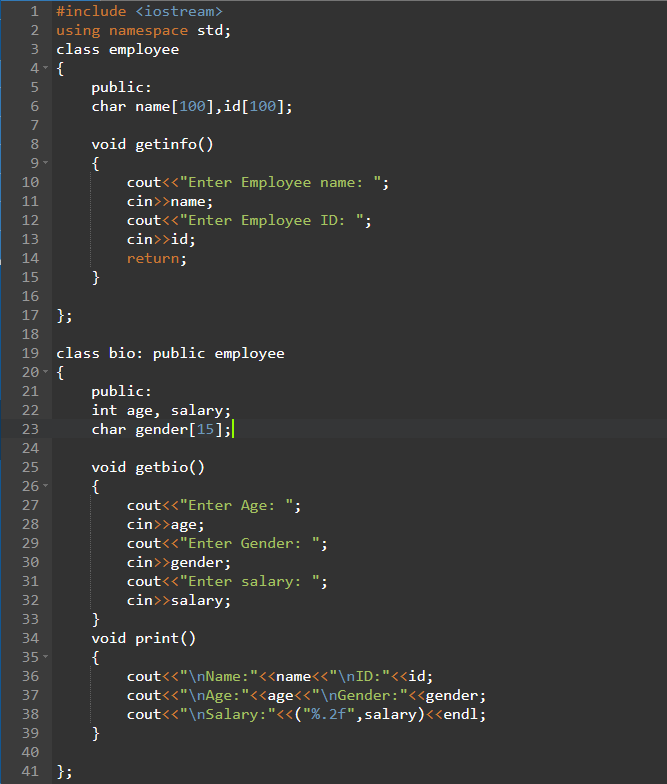 1 #include <iostream>
2 using namespace std;
3 class employee
4 {
5     public:
6     char name[100],id[100];
7
8     void getinfo()
9     {
10         cout<<"Enter Employee name: ";
11         cin>>name;
12         cout<<"Enter Employee ID: ";
13         cin>>id;
14         return;
15     }
16
17 };
18
19 class bio: public employee
20 {
21     public:
22     int age, salary;
23     char gender[15];
24
25     void getbio()
26     {
27         cout<<"Enter Age: ";
28         cin>>age;
29         cout<<"Enter Gender: ";
30         cin>>gender;
31         cout<<"Enter salary: ";
32         cin>>salary;
33     }
34     void print()
35     {
36         cout<<"\nName:"<<name<<"\nID:"<<id;
37         cout<<"\nAge:"<<age<<"\nGender:"<<gender;
38         cout<<"\nSalary:"<<("%.2f",salary)<<endl;
39     }
40
41 };